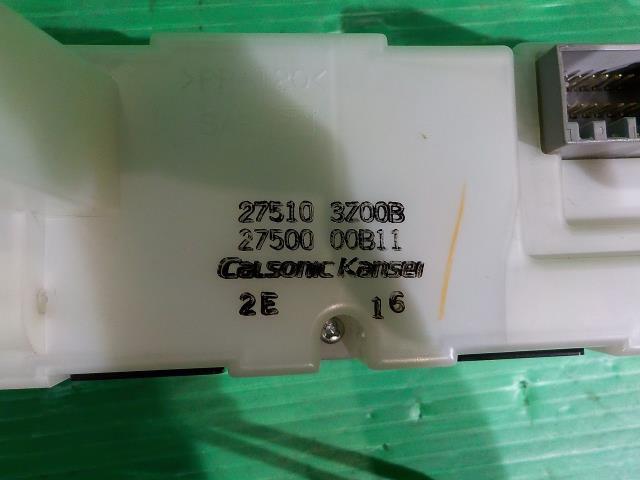 27510 3Z00B
27500 00B11
CALSONIC KANSEI
2E 16